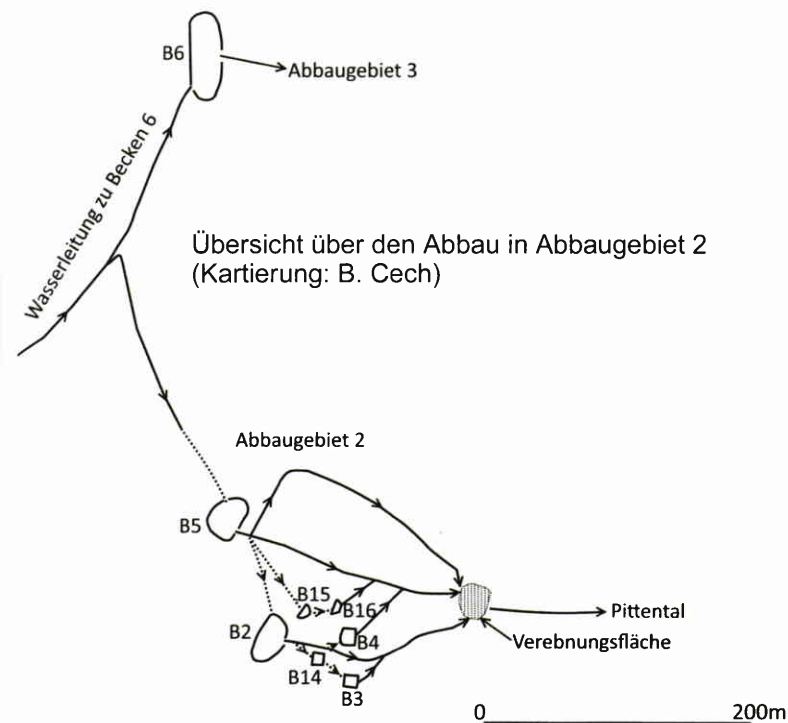 B6
Abbaugebiet 3
Wasserleitung zu Becken 6
Übersicht über den Abbau in Abbaugebiet 2
(Kartierung: B. Cech)
Abbaugebiet 2
B5
B15
B16
Pittental
B2
B4
Verebnungsfläche
B14
B3
0
200m